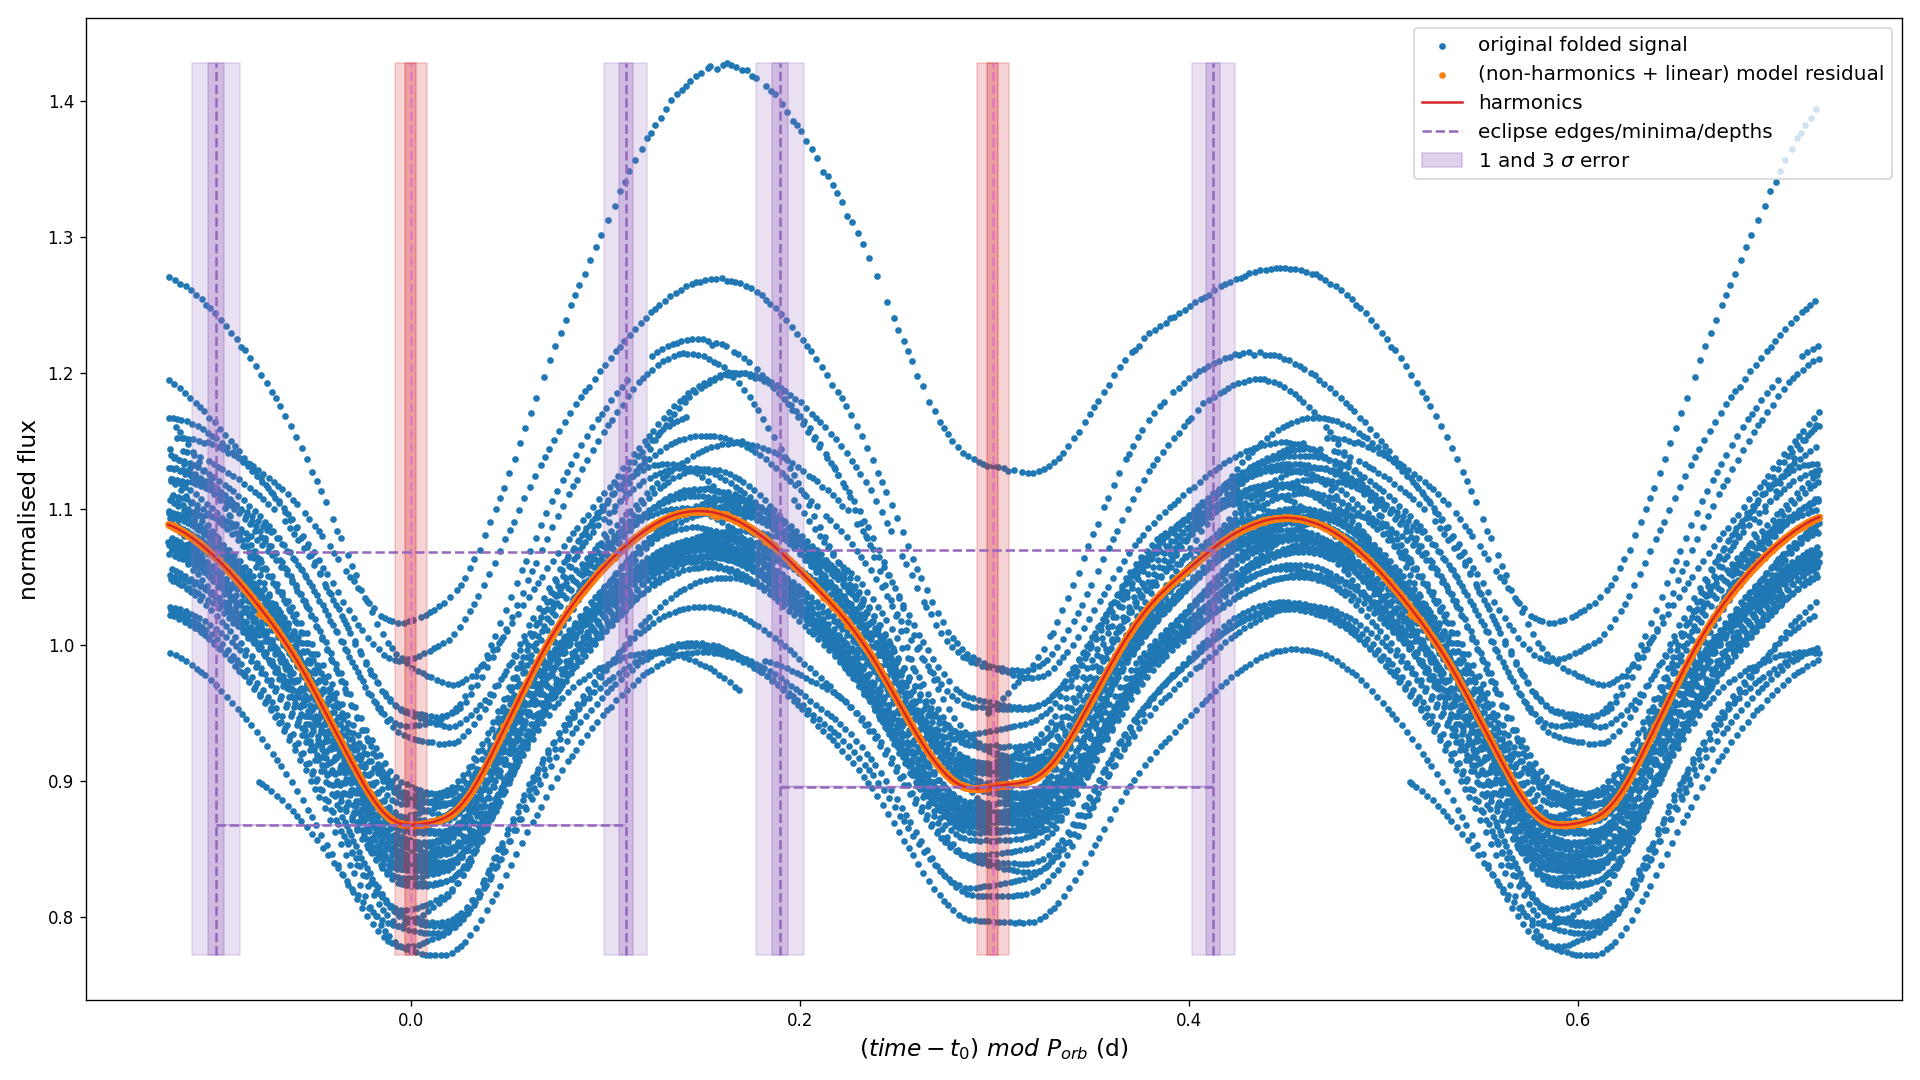 original folded signal
(non-harmonics + linear) model residual
harmonics
eclipse edges/minima/depths
1 and 3 σ error
normalised flux
1.4
1.3
1.2
1.1
1.0
0.9
0.8
0.0 0.2 0.4 0.6
(time − t₀) mod P_orb (d)